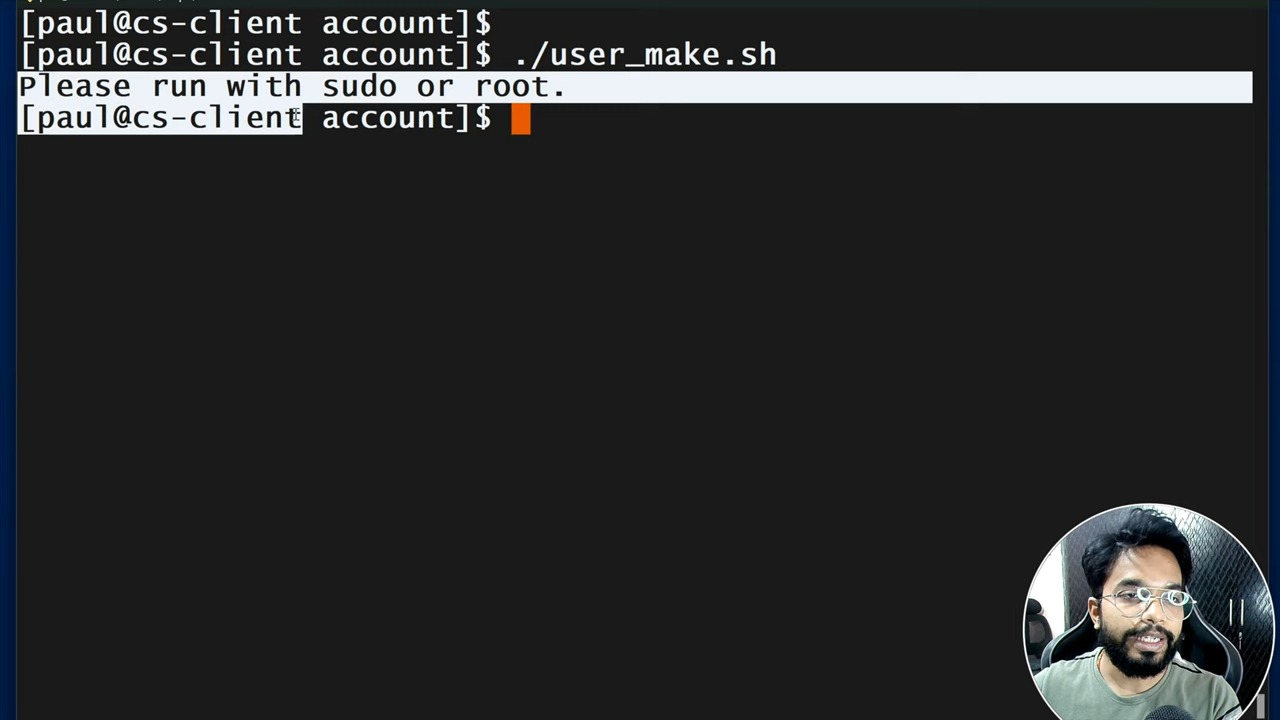 [paul@cs-client account]$
[paul@cs-client account]$ ./user_make.sh
Please run with sudo or root.
[paul@cs-client account]$